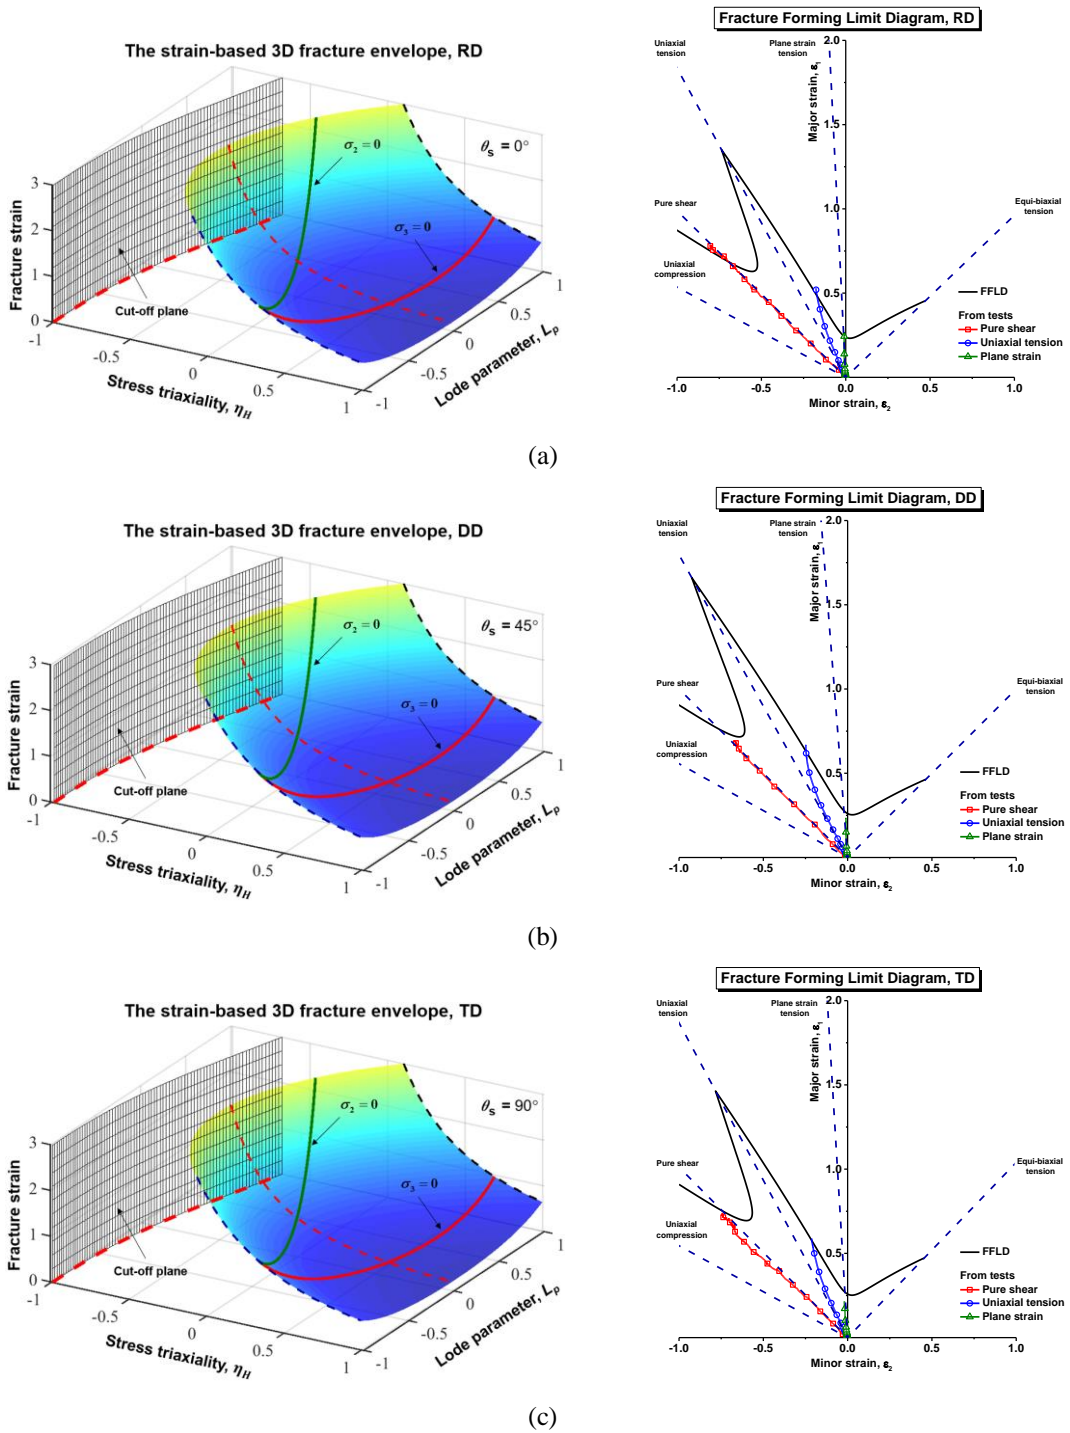 The strain-based 3D fracture envelope, RD
θs = 0°
σ2 = 0
σ3 = 0
Cut-off plane
Fracture strain
3
2
1
0
-1
-0.5
0
0.5
1
Stress triaxiality, ηH
-1
-0.5
0
0.5
1
Lode parameter, Lp
Fracture Forming Limit Diagram, RD
Uniaxial
tension
Plane strain
tension
2.0
Major strain, ε1
1.5
1.0
0.5
Pure shear
Uniaxial
compression
Equi-biaxial
tension
FFLD
From tests
Pure shear
Uniaxial tension
Plane strain
-1.0
-0.5
0.0
0.5
1.0
Minor strain, ε2
(a)
The strain-based 3D fracture envelope, DD
θs = 45°
σ2 = 0
σ3 = 0
Cut-off plane
Fracture strain
3
2
1
0
-1
-0.5
0
0.5
1
Stress triaxiality, ηH
-1
-0.5
0
0.5
1
Lode parameter, Lp
Fracture Forming Limit Diagram, DD
Uniaxial
tension
Plane strain
tension
2.0
Major strain, ε1
1.5
1.0
0.5
Pure shear
Uniaxial
compression
Equi-biaxial
tension
FFLD
From tests
Pure shear
Uniaxial tension
Plane strain
-1.0
-0.5
0.0
0.5
1.0
Minor strain, ε2
(b)
The strain-based 3D fracture envelope, TD
θs = 90°
σ2 = 0
σ3 = 0
Cut-off plane
Fracture strain
3
2
1
0
-1
-0.5
0
0.5
1
Stress triaxiality, ηH
-1
-0.5
0
0.5
1
Lode parameter, Lp
Fracture Forming Limit Diagram, TD
Uniaxial
tension
Plane strain
tension
2.0
Major strain, ε1
1.5
1.0
0.5
Pure shear
Uniaxial
compression
Equi-biaxial
tension
FFLD
From tests
Pure shear
Uniaxial tension
Plane strain
-1.0
-0.5
0.0
0.5
1.0
Minor strain, ε2
(c)